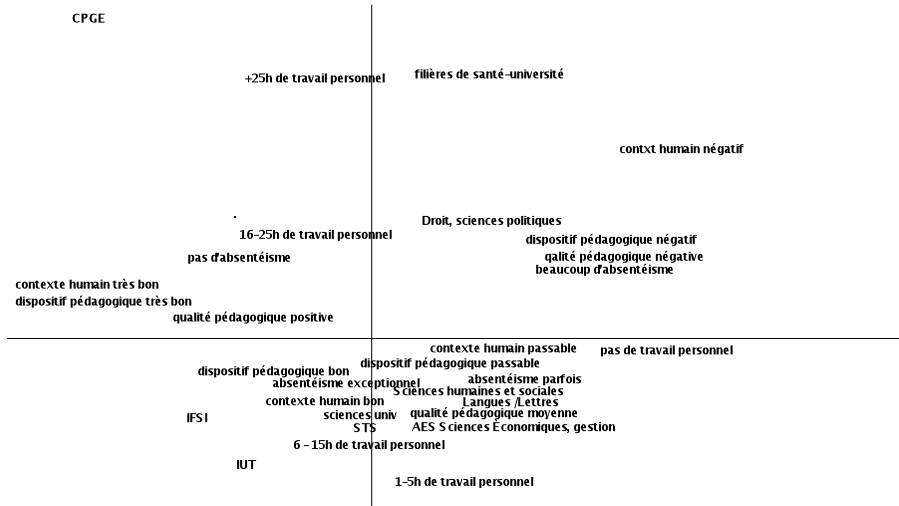 CPGE
+25h de travail personnel
filières de santé-université
contxt humain négatif
Droit, sciences politiques
16-25h de travail personnel
dispositif pédagogique négatif
pas d'absentéisme
qalité pédagogique négative
beaucoup d'absentéisme
contexte humain très bon
dispositif pédagogique très bon
qualité pédagogique positive
contexte humain passable
pas de travail personnel
dispositif pédagogique passable
dispositif pédagogique bon
absentéisme parfois
absentéisme exceptionnel
Sciences humaines et sociales
contexte humain bon
Langues /Lettres
IFSI
sciences univ
qualité pédagogique moyenne
STS
AES Sciences Économiques, gestion
6 - 15h de travail personnel
IUT
1-5h de travail personnel